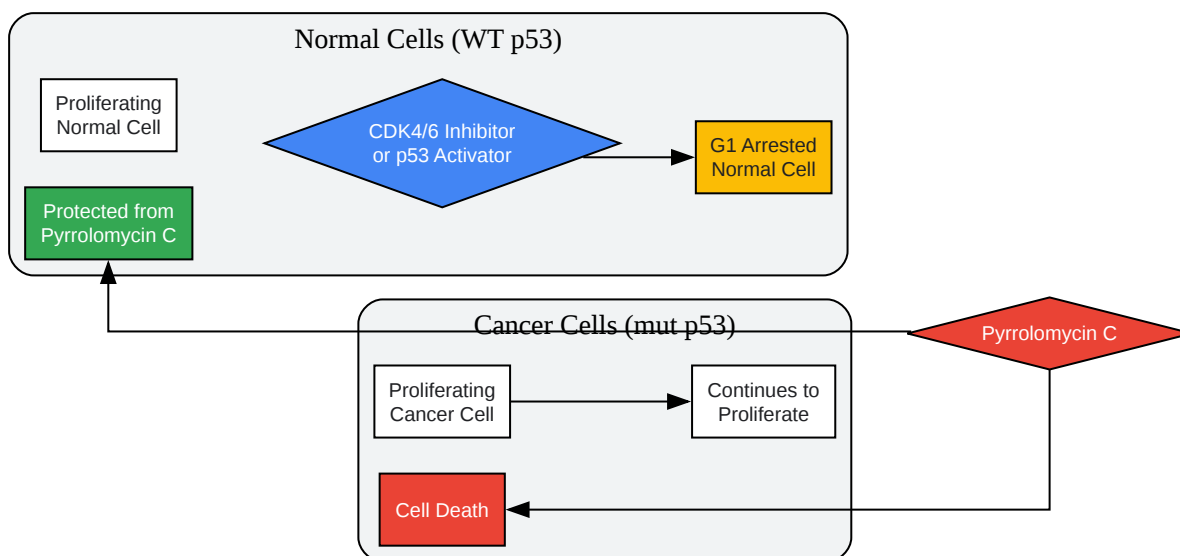 Normal Cells (WT p53)
Proliferating
Normal Cell
CDK4/6 Inhibitor
or p53 Activator
G1 Arrested
Normal Cell
Protected from
Pyrrolomycin C
Cancer Cells (mut p53)
Pyrrolomycin C
Proliferating
Cancer Cell
Continues to
Proliferate
Cell Death